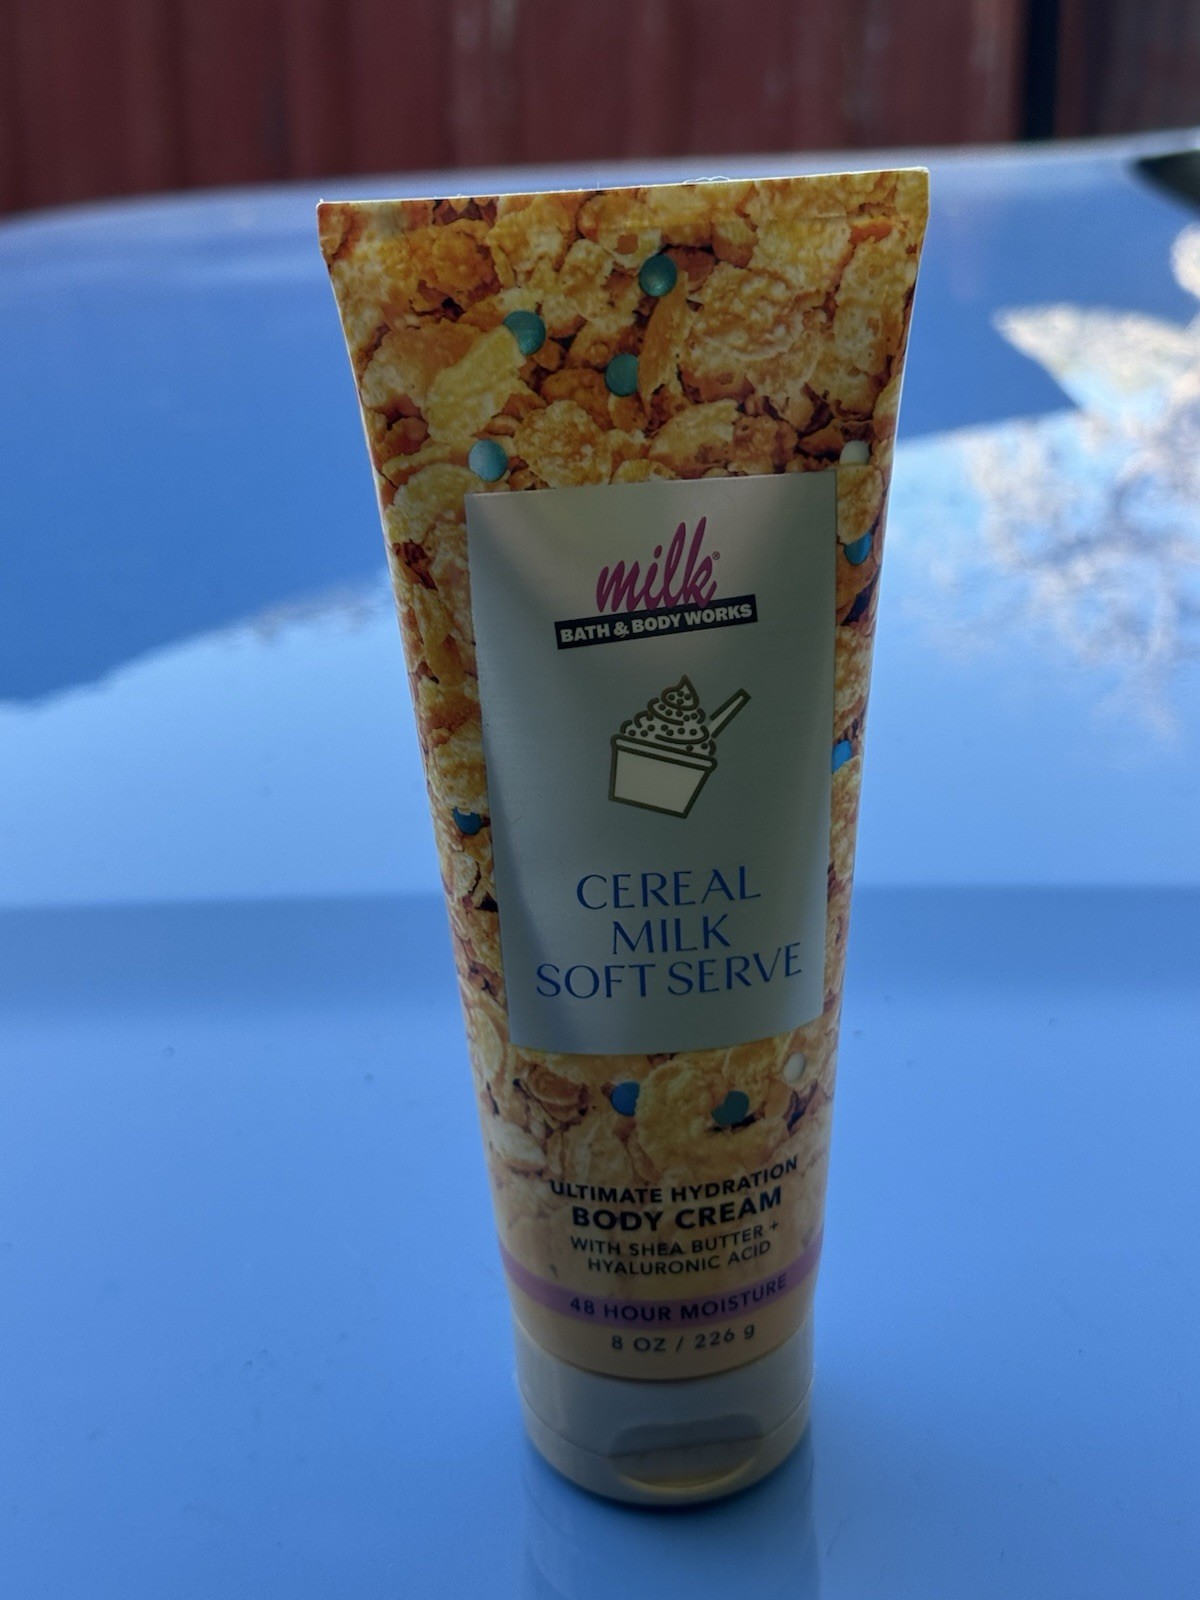 milk®
BATH & BODY WORKS
CEREAL
MILK
SOFT SERVE
ULTIMATE HYDRATION
BODY CREAM
WITH SHEA BUTTER +
HYALURONIC ACID
48 HOUR MOISTURE
8 OZ / 226 g